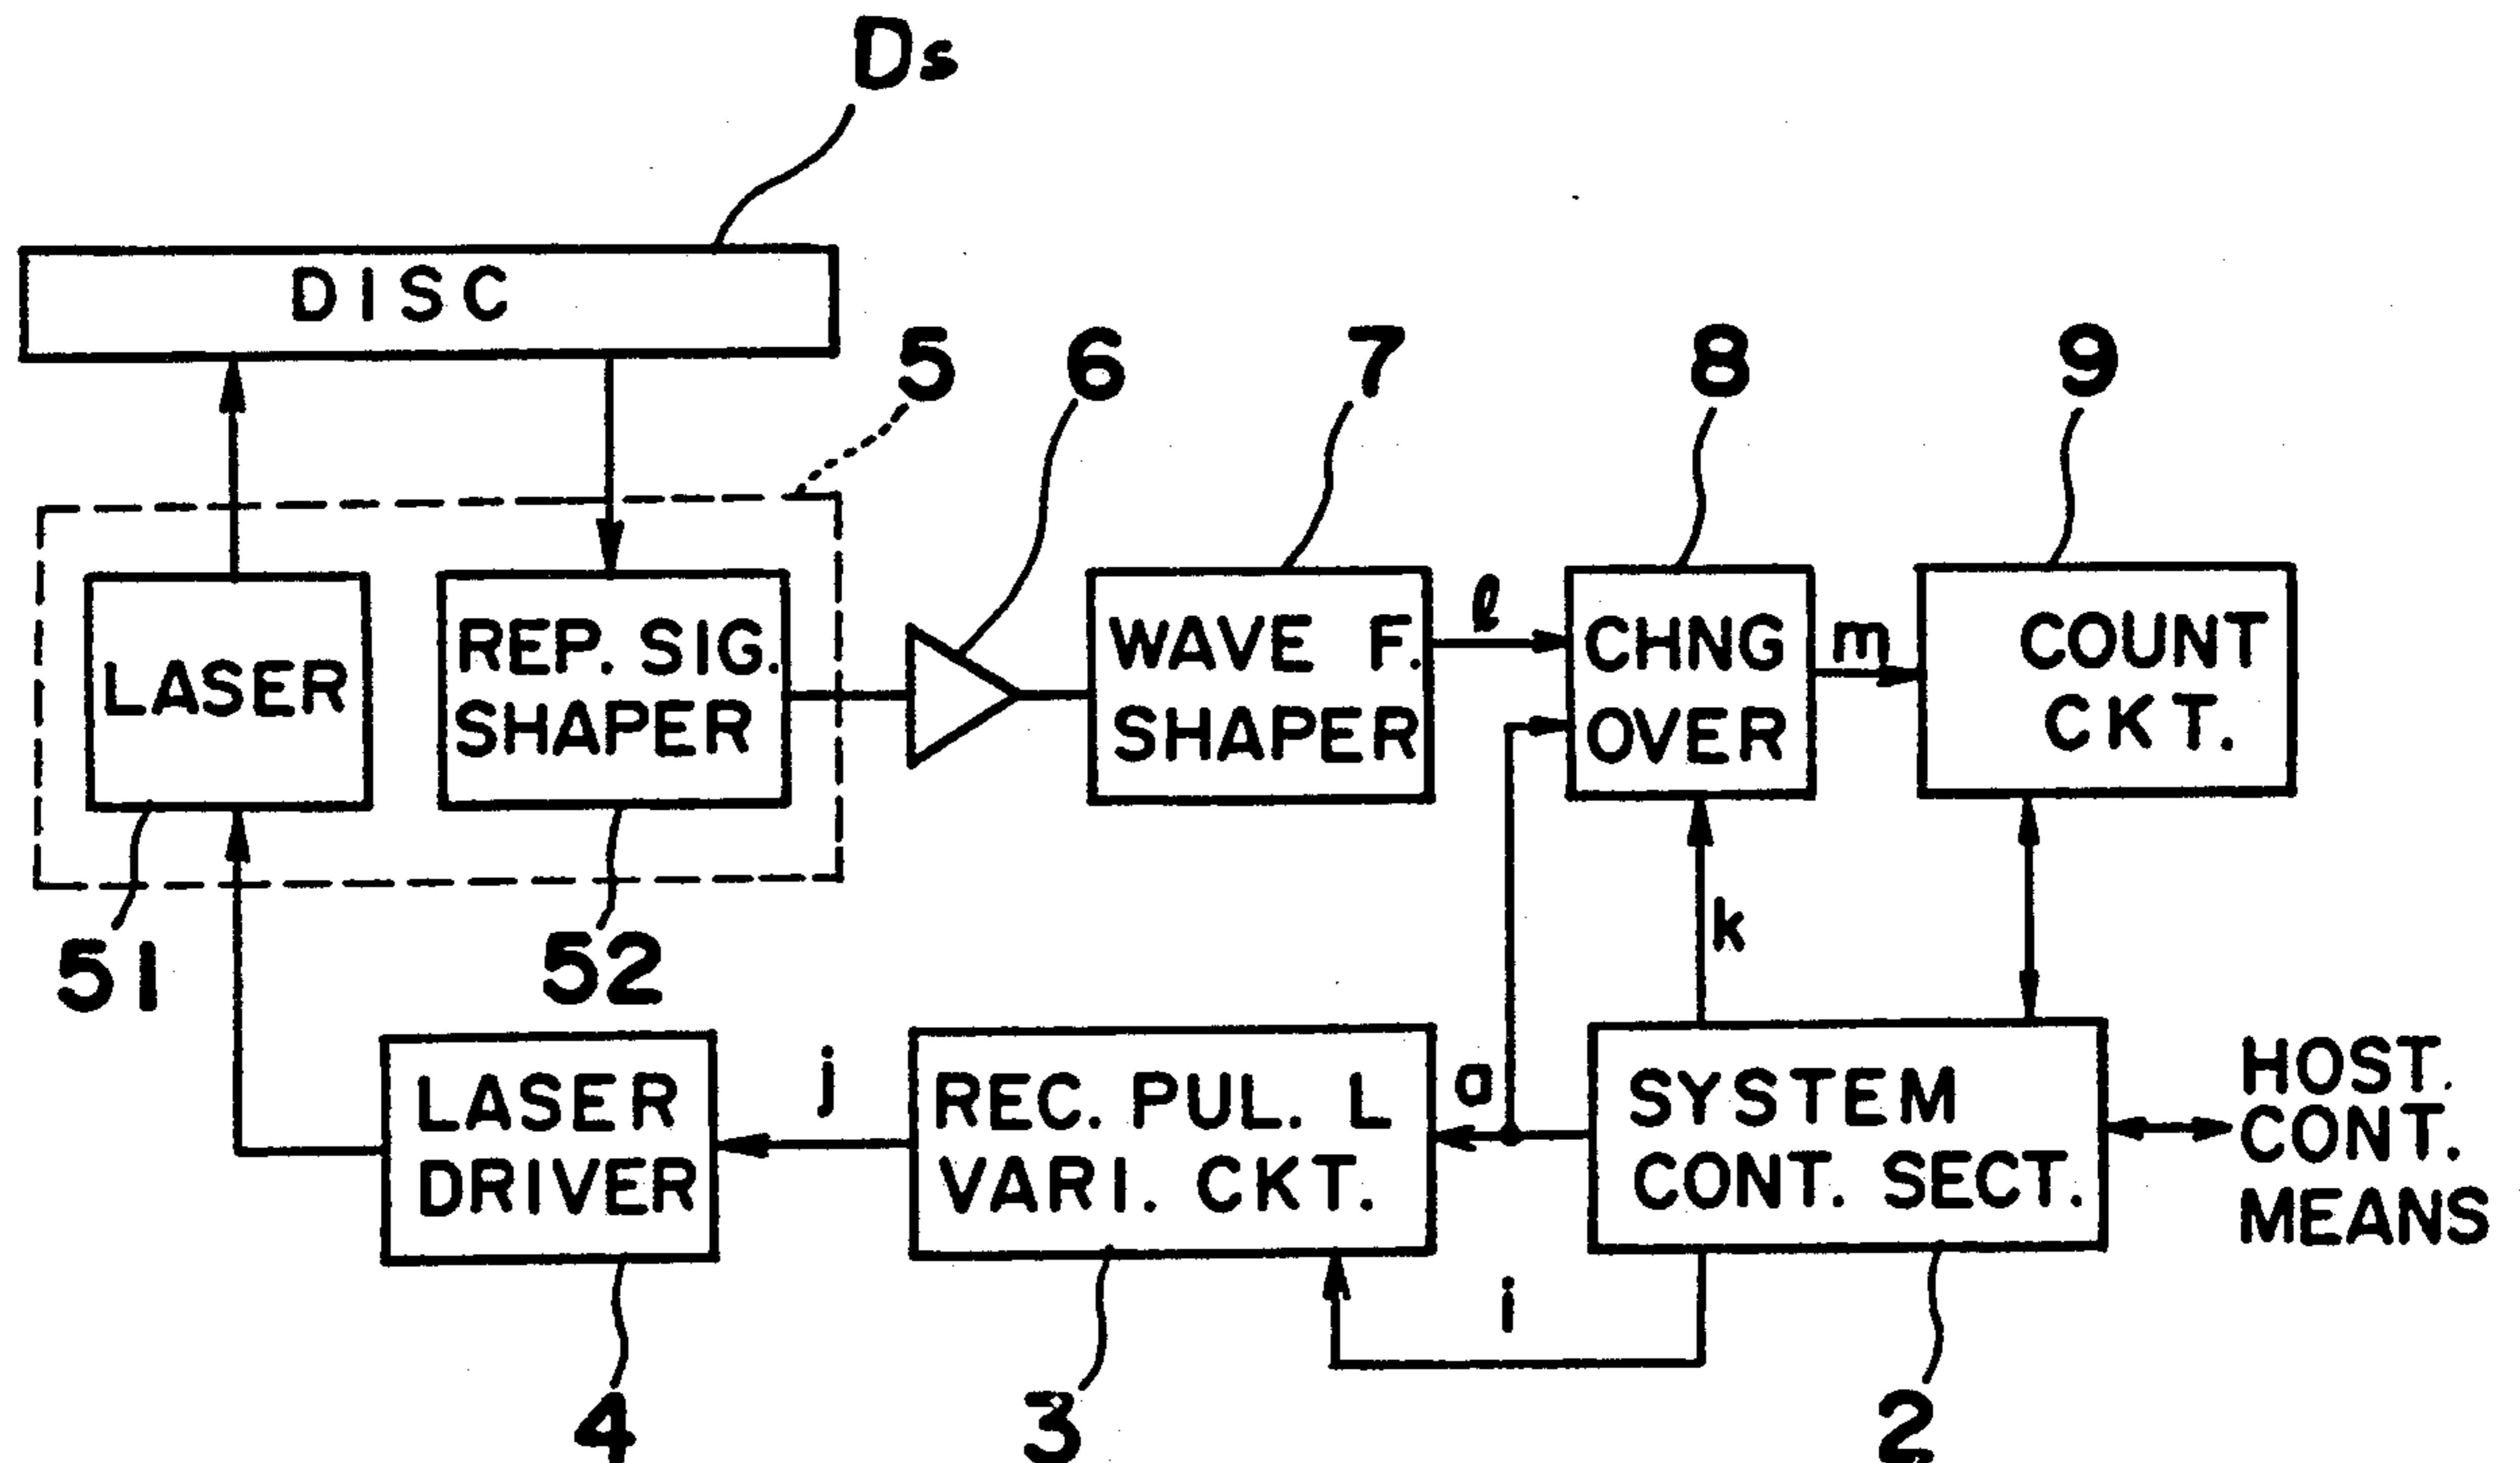 Ds
DISC
5
6
7
8
9
LASER
REP. SIG.
SHAPER
WAVE F.
SHAPER
l
CHNG
OVER
m
COUNT
CKT.
51
52
k
LASER
DRIVER
j
REC. PUL. L
VARI. CKT.
a
SYSTEM
CONT. SECT.
HOST.
CONT.
MEANS
i
4
3
2